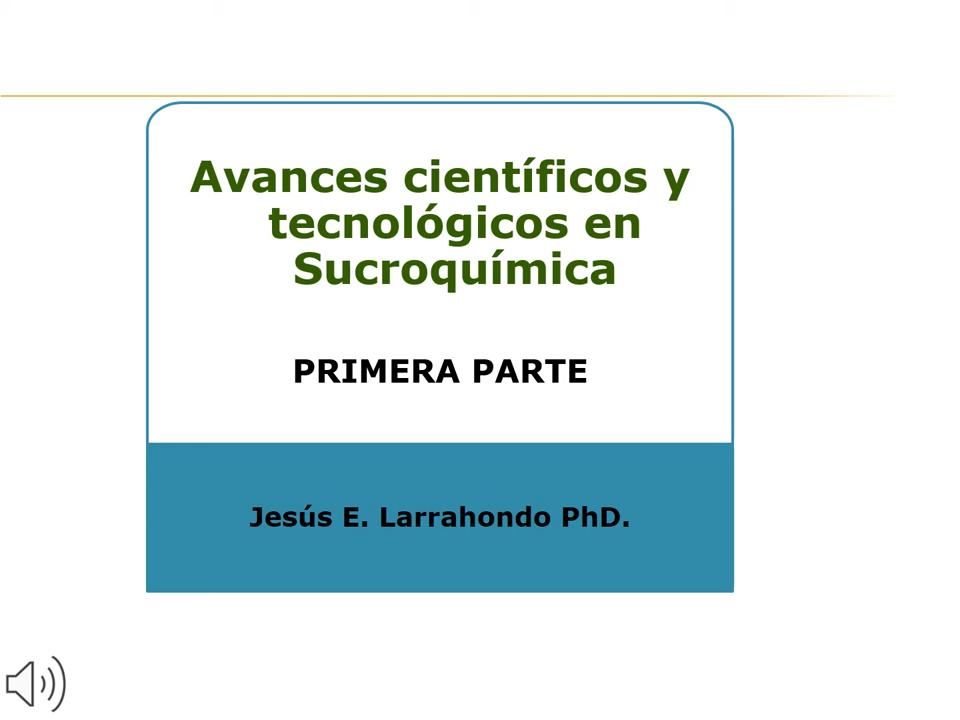 Avances científicos y
tecnológicos en
Sucroquímica
PRIMERA PARTE
Jesús E. Larrahondo PhD.